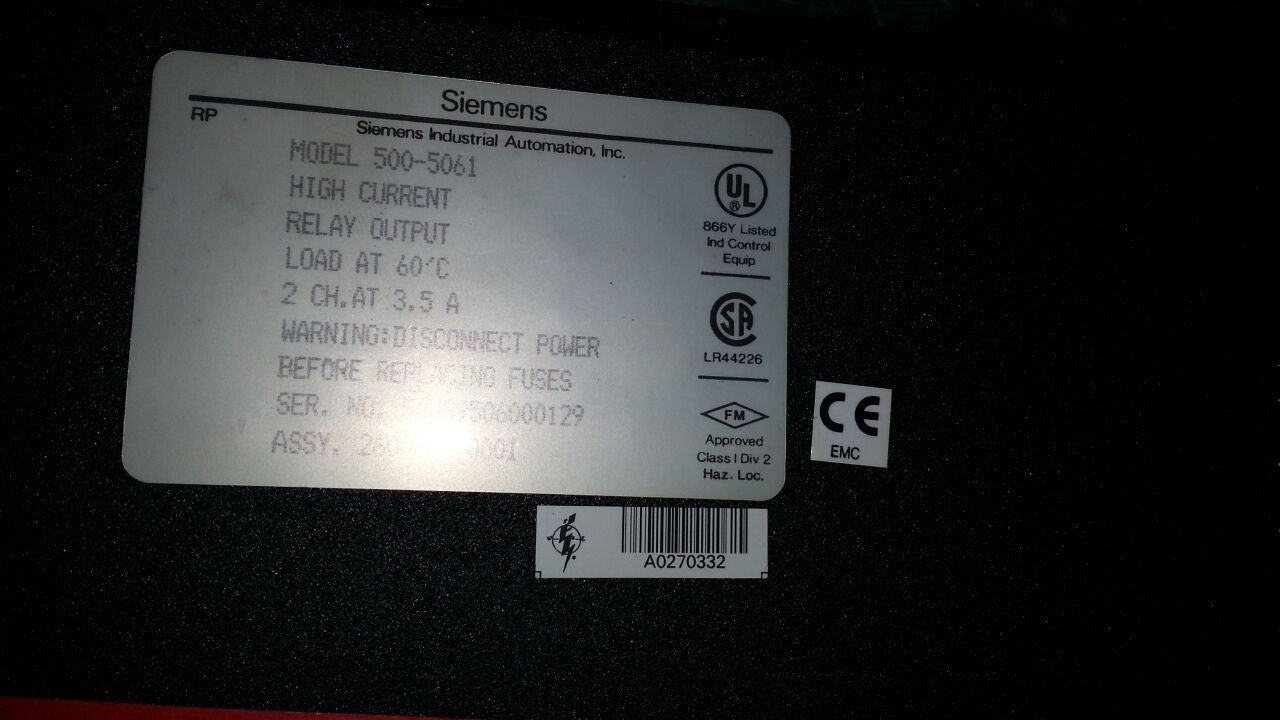 Siemens
RP
Siemens Industrial Automation, Inc.
MODEL 500-5061
HIGH CURRENT
RELAY OUTPUT
LOAD AT 60°C
2 CH.AT 3.5 A
WARNING:DISCONNECT POWER
BEFORE REPLACING FUSES
SER. NO.
ASSY.
UL
®
866Y Listed
Ind Control
Equip
SA
LR44226
FM
Approved
Class I Div 2
Haz. Loc.
CE
EMC
A0270332